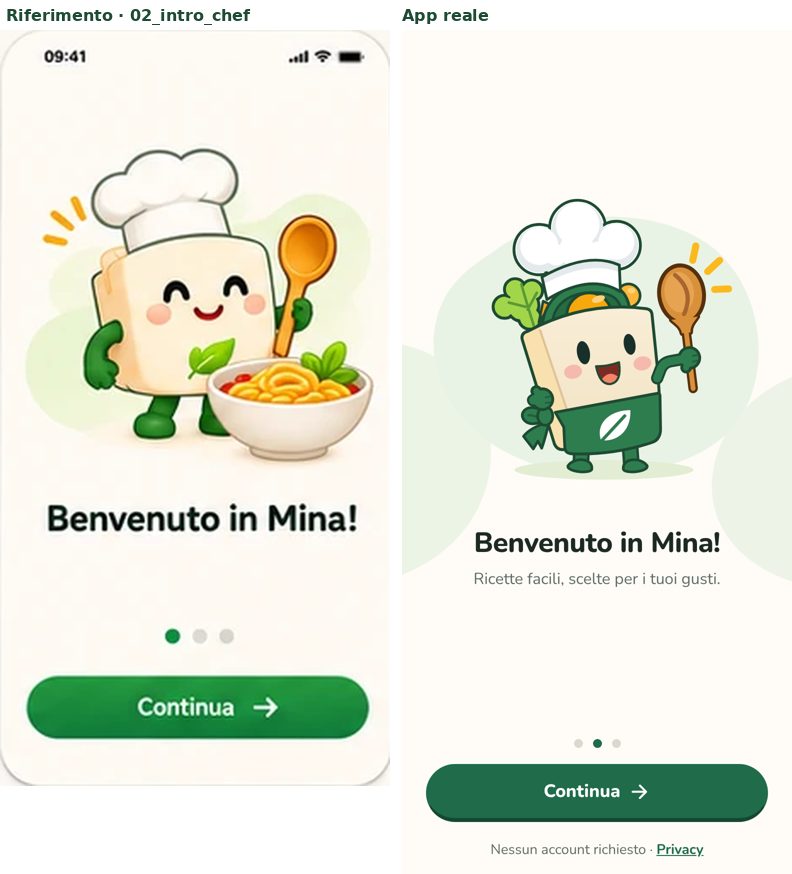 Riferimento · 02_intro_chef
09:41
Benvenuto in Mina!
Continua
App reale
Benvenuto in Mina!
Ricette facili, scelte per i tuoi gusti.
Continua
Nessun account richiesto · Privacy